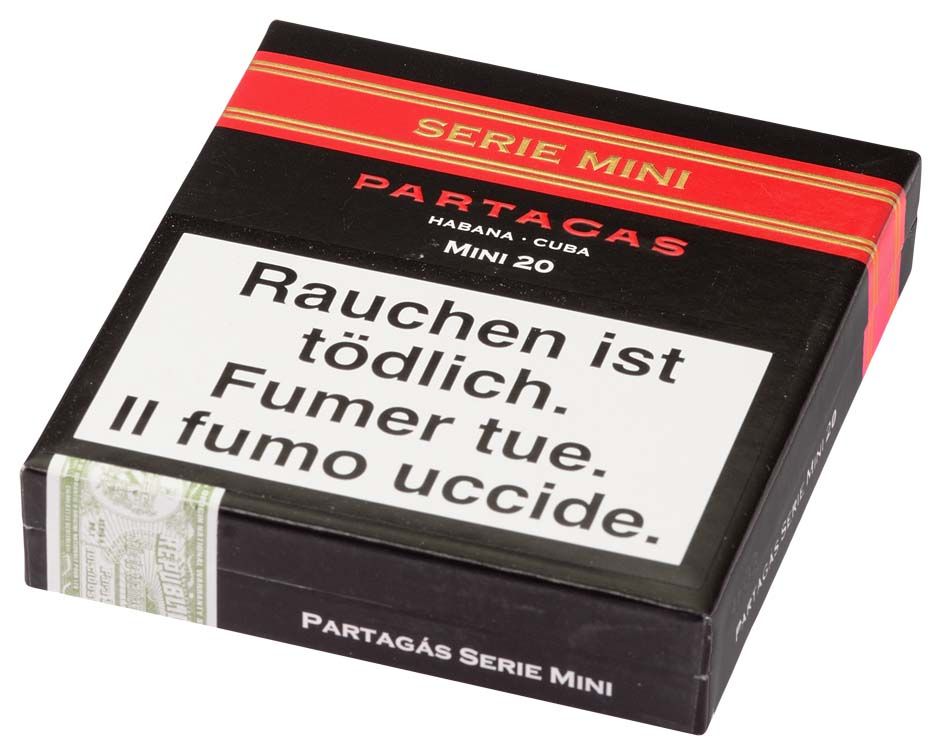 SERIE MINI
PARTAGAS
HABANA · CUBA
MINI 20
Rauchen ist
tödlich.
Fumer tue.
Il fumo uccide.
PARTAGÁS SERIE MINI
PARTAGÁS SERIE MINI 20